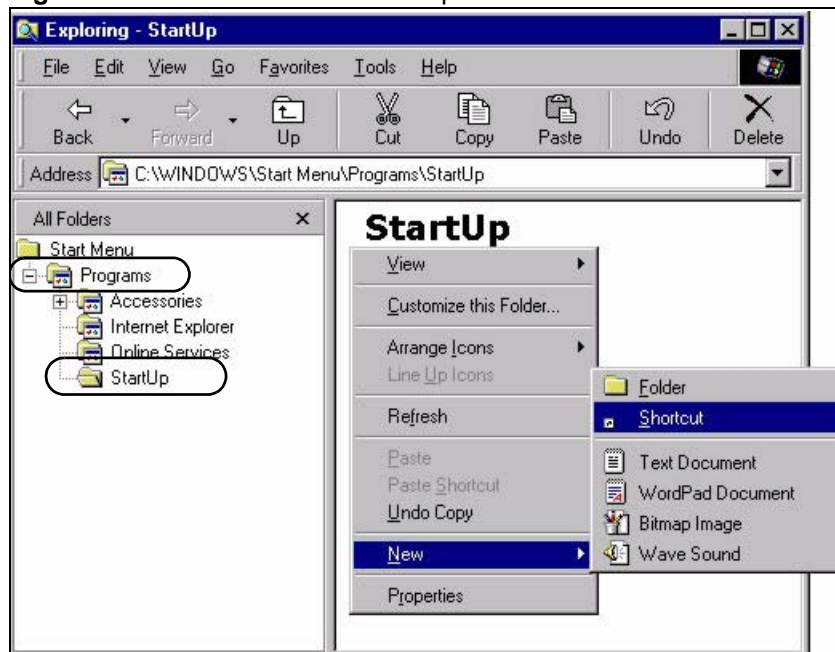 Exploring - StartUp
File Edit View Go Favorites Tools Help
Back Forward Up Cut Copy Paste Undo Delete
Address C:\WINDOWS\Start Menu\Programs\StartUp
All Folders
Start Menu
Programs
Accessories
Internet Explorer
Online Services
StartUp
StartUp
View
Customize this Folder...
Arrange Icons
Line Up Icons
Refresh
Paste
Paste Shortcut
Undo Copy
New
Properties
Folder
Shortcut
Text Document
WordPad Document
Bitmap Image
Wave Sound